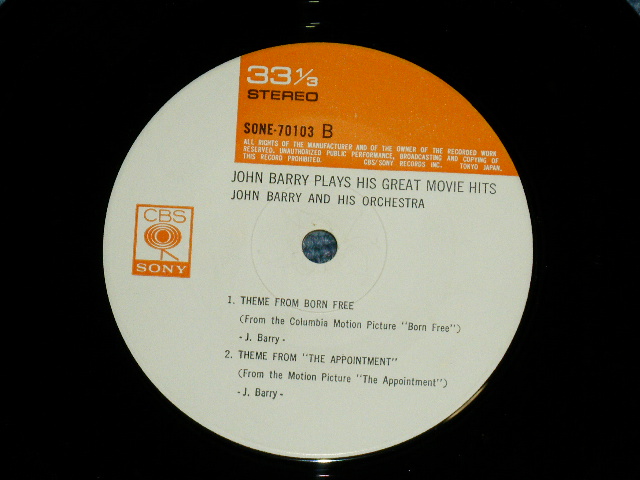 33 1/3
STEREO
SONE-70103 B
ALL RIGHTS OF THE MANUFACTURER AND OF THE OWNER OF THE RECORDED WORK
RESERVED. UNAUTHORIZED PUBLIC PERFORMANCE, BROADCASTING AND COPYING OF
THIS RECORD PROHIBITED. CBS/SONY RECORDS INC. TOKYO JAPAN.
JOHN BARRY PLAYS HIS GREAT MOVIE HITS
JOHN BARRY AND HIS ORCHESTRA
CBS
SONY
1. THEME FROM BORN FREE
(From the Columbia Motion Picture "Born Free")
- J. Barry -
2. THEME FROM "THE APPOINTMENT"
(From the Motion Picture "The Appointment")
- J. Barry -